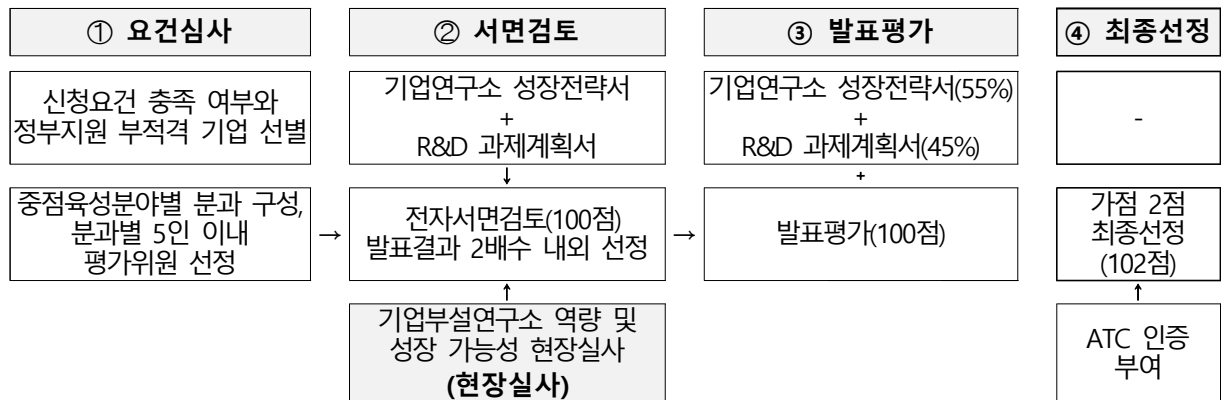 ① 요건심사
② 서면검토
③ 발표평가
④ 최종선정
신청요건 충족 여부와
정부지원 부적격 기업 선별
기업연구소 성장전략서
+
R&D 과제계획서
기업연구소 성장전략서(55%)
+
R&D 과제계획서(45%)
-
↓
+
중점육성분야별 분과 구성,
분과별 5인 이내
평가위원 선정
→
전자서면검토(100점)
발표결과 2배수 내외 선정
→
발표평가(100점)
가점 2점
최종선정
(102점)
↑
↑
기업부설연구소 역량 및
성장 가능성 현장실사
(현장실사)
ATC 인증
부여